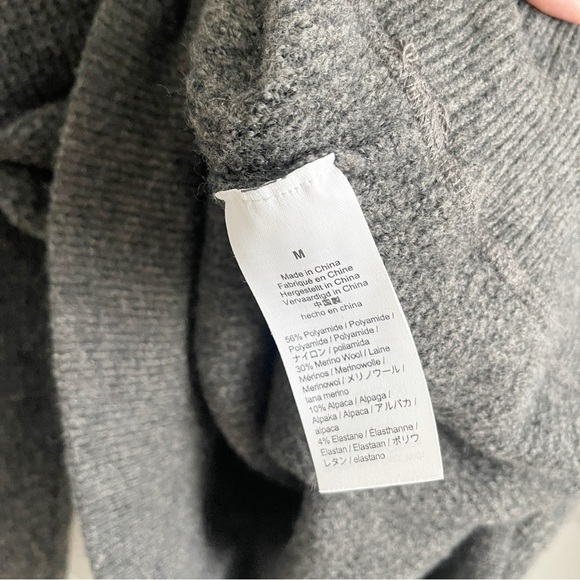 M
Made in China
Fabriqué en Chine
Hergestellt in China
Vervaardigd in China
中国製
hecho en china
56% Polyamide / Polyamide /
Polyamide / Polyamide /
ナイロン / poliamida
30% Merino Wool / Laine
Mérinos / Merinowolle /
Merinowol / メリノウール /
lana merino
10% Alpaca / Alpaga /
Alpaka / Alpaca / アルパカ /
alpaca
4% Elastane / Élasthanne /
Elastan / Elastaan / ポリウ
レタン / elastano